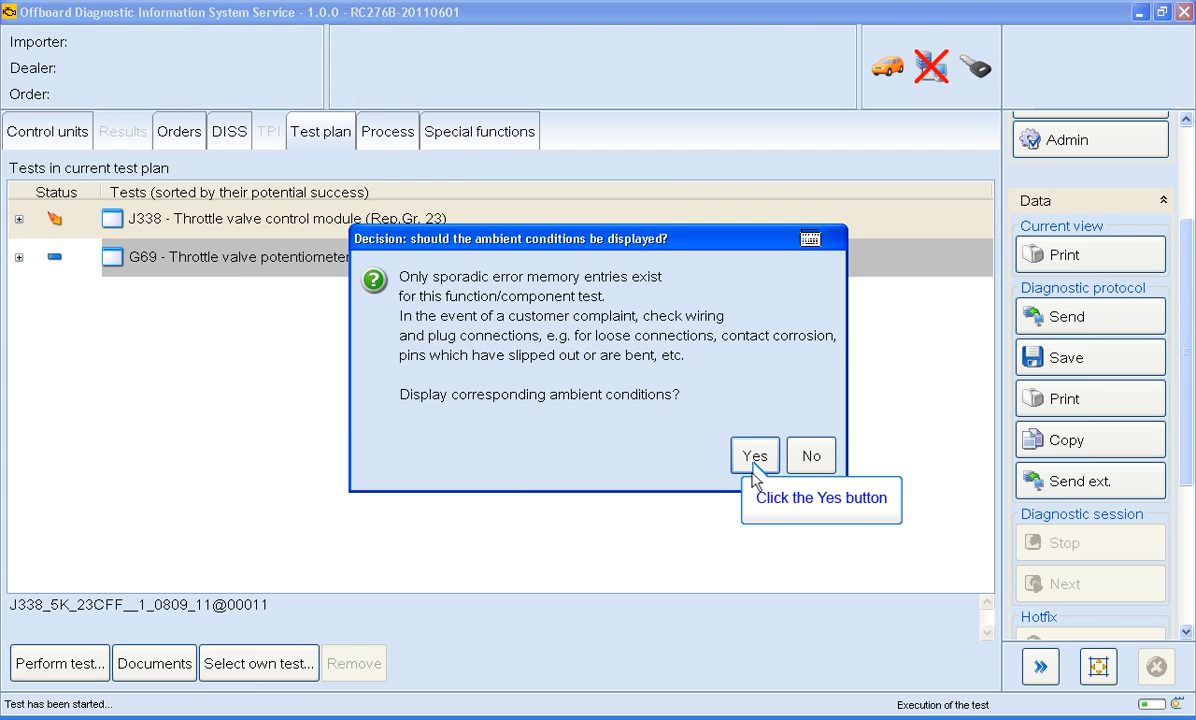 Offboard Diagnostic Information System Service - 1.0.0 - RC276B-20110601
Importer:
Dealer:
Order:
Control units
Results
Orders
DISS
TPI
Test plan
Process
Special functions
Tests in current test plan
Status
Tests (sorted by their potential success)
J338 - Throttle valve control module (Rep.Gr. 23)
G69 - Throttle valve potentiometer
Decision: should the ambient conditions be displayed?
Only sporadic error memory entries exist
for this function/component test.
In the event of a customer complaint, check wiring
and plug connections, e.g. for loose connections, contact corrosion,
pins which have slipped out or are bent, etc.
Display corresponding ambient conditions?
Yes
No
Click the Yes button
J338_5K_23CFF__1_0809_11@00011
Perform test...
Documents
Select own test...
Remove
Test has been started...
Execution of the test
Admin
Data
Current view
Print
Diagnostic protocol
Send
Save
Print
Copy
Send ext.
Diagnostic session
Stop
Next
Hotfix